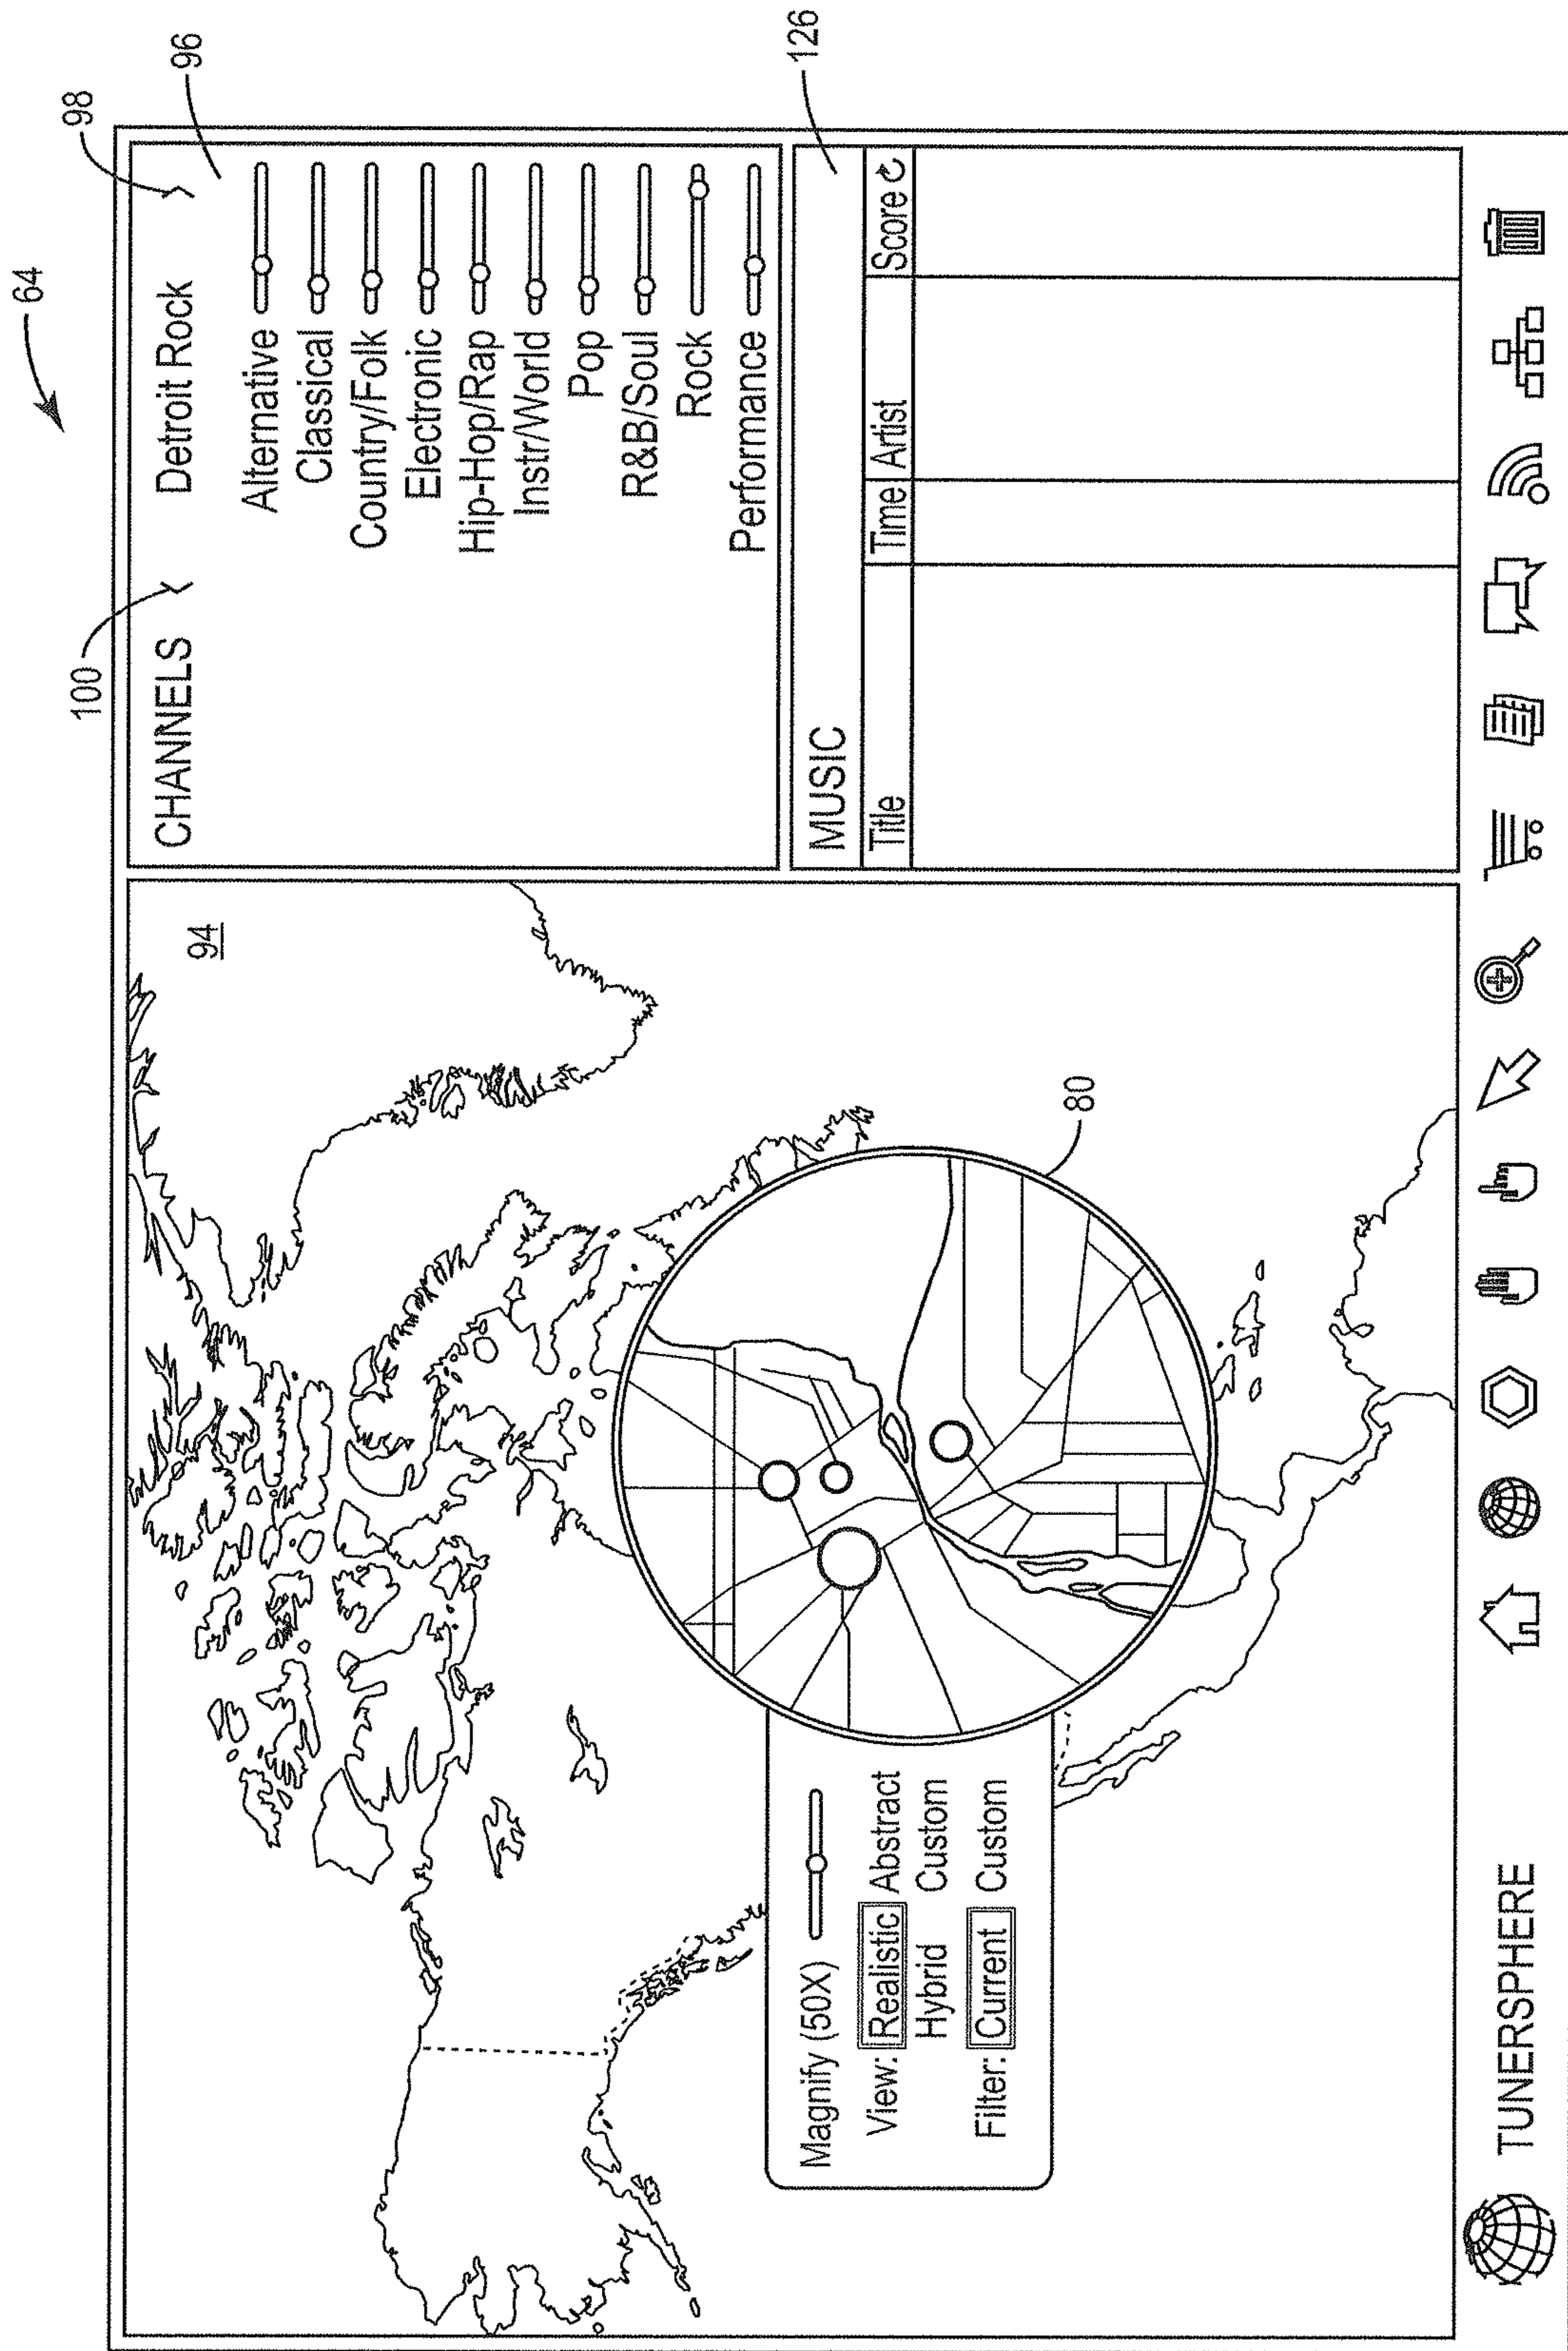 64
98
96
100
CHANNELS
Detroit Rock
Alternative
Classical
Country/Folk
Electronic
Hip-Hop/Rap
Instr/World
Pop
R&B/Soul
Rock
Performance
126
MUSIC
Title Time Artist Score
94
80
Magnify (50X)
View: Realistic Abstract
Hybrid Custom
Filter: Current Custom
TUNERSPHERE